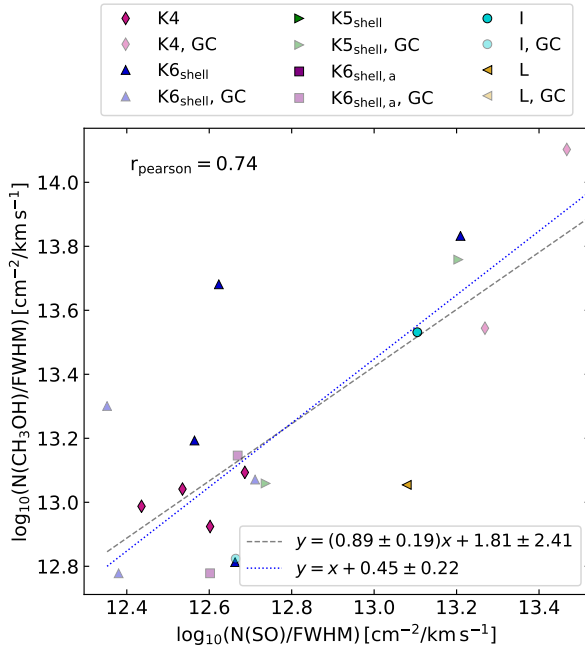 K4 K5shell I
K4, GC K5shell, GC I, GC
K6shell K6shell, a L
K6shell, GC K6shell, a, GC L, GC
rpearson = 0.74
14.0
13.8
13.6
13.4
13.2
13.0
12.8
log10(N(CH3OH)/FWHM) [cm−2/km s−1]
y = (0.89 ± 0.19)x + 1.81 ± 2.41
y = x + 0.45 ± 0.22
12.4 12.6 12.8 13.0 13.2 13.4
log10(N(SO)/FWHM) [cm−2/km s−1]